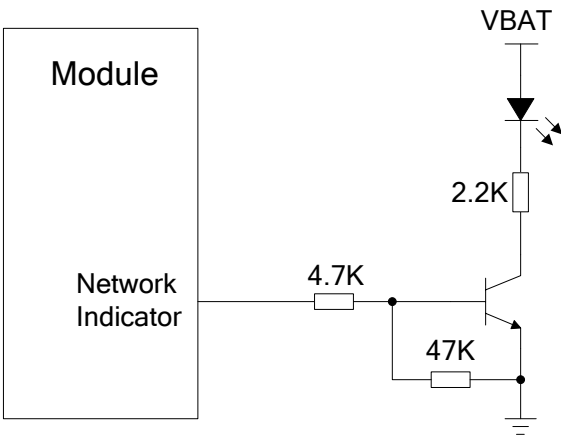 VBAT
Module
2.2K
4.7K
Network
Indicator
47K